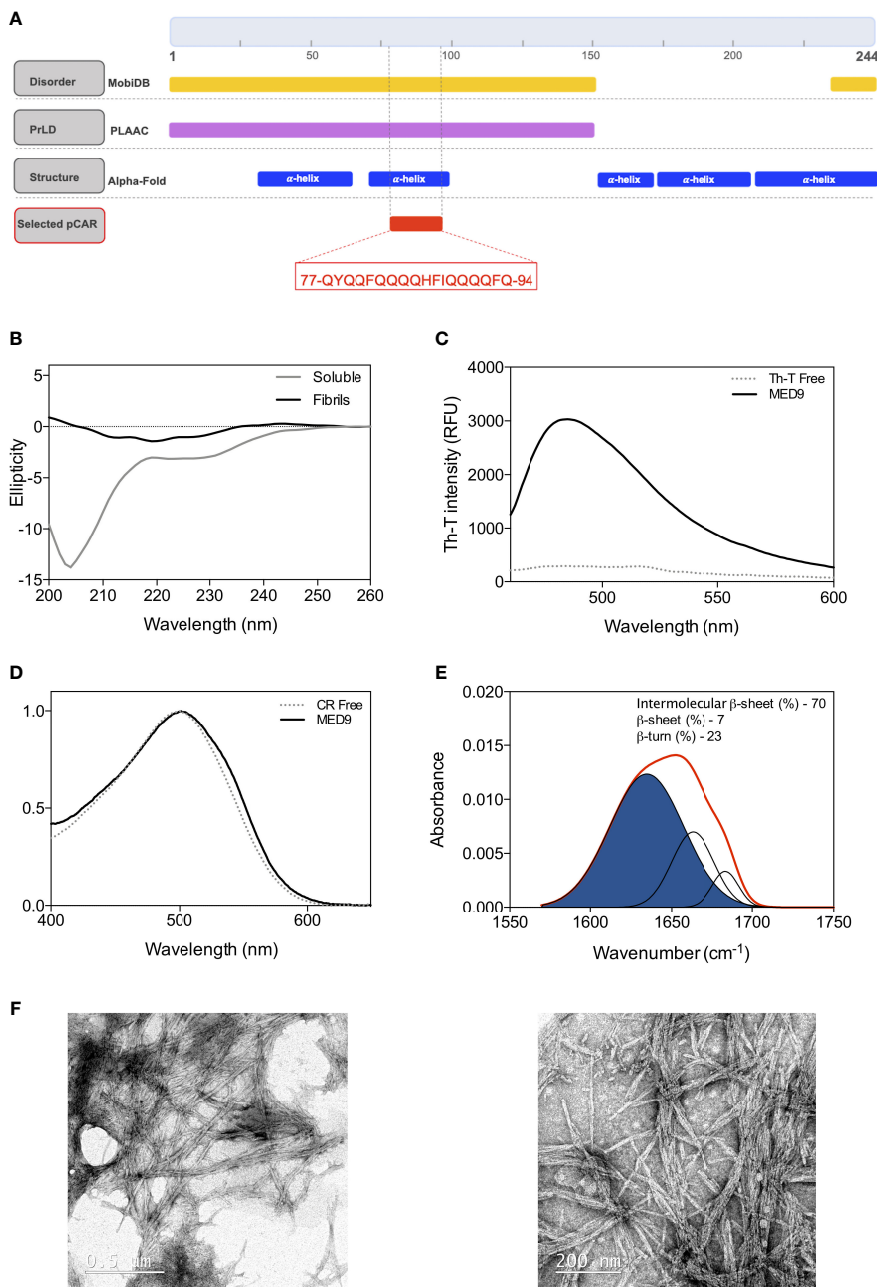 A
1 50 100 150 200 244
Disorder MobiDB
PrLD PLAAC
Structure Alpha-Fold α-helix α-helix α-helix α-helix α-helix
Selected pCAR
77-QYQQFQQQQHFIQQQQFQ-94
B
Soluble
Fibrils
5
0
-5
-10
-15
Ellipticity
200 210 220 230 240 250 260
Wavelength (nm)
C
Th-T Free
MED9
4000
3000
2000
1000
0
Th-T intensity (RFU)
500 550 600
Wavelength (nm)
D
CR Free
MED9
1.0
0.5
0.0
400 500 600
Wavelength (nm)
E
Intermolecular β-sheet (%) - 70
β-sheet (%) - 7
β-turn (%) - 23
0.020
0.015
0.010
0.005
0.000
Absorbance
1550 1600 1650 1700 1750
Wavenumber (cm-1)
F
0.5 µm
200 nm